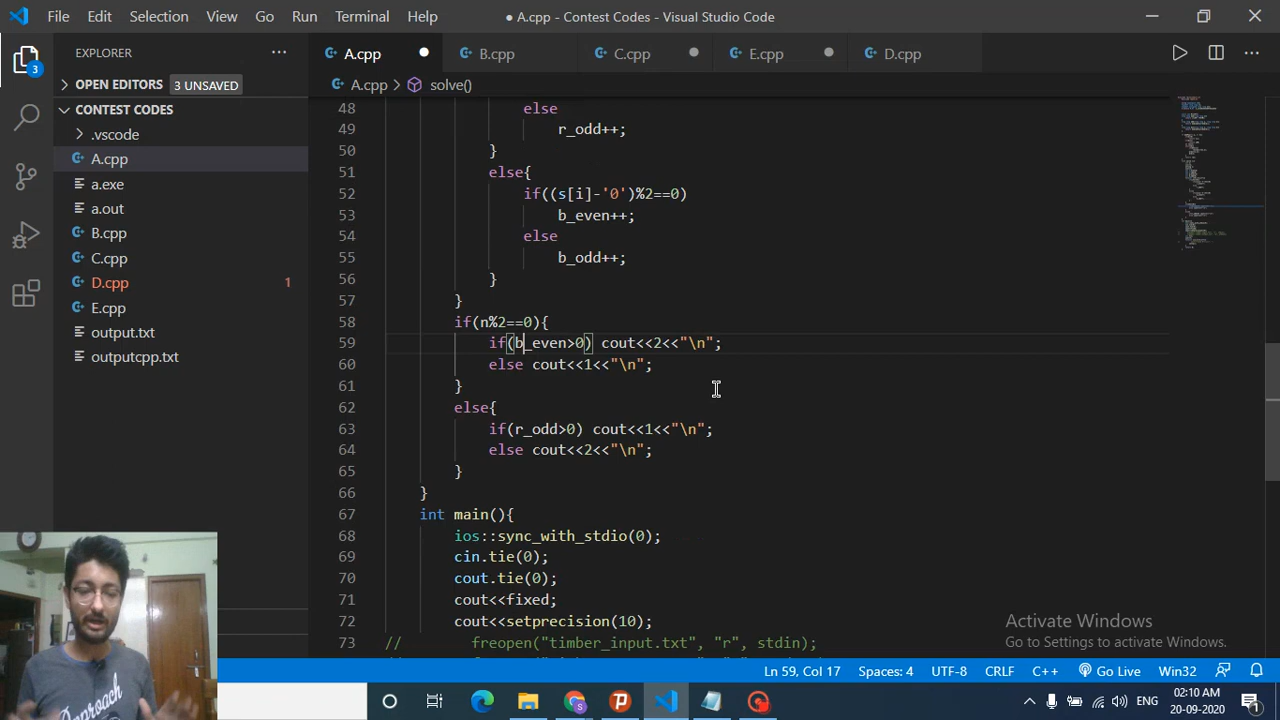 File Edit Selection View Go Run Terminal Help ● A.cpp - Contest Codes - Visual Studio Code
EXPLORER
A.cpp B.cpp C.cpp E.cpp D.cpp
OPEN EDITORS 3 UNSAVED
A.cpp > solve()
CONTEST CODES
.vscode
A.cpp
a.exe
a.out
B.cpp
C.cpp
D.cpp 1
E.cpp
output.txt
outputcpp.txt
3
48 else
49 r_odd++;
50 }
51 else{
52 if((s[i]-'0')%2==0)
53 b_even++;
54 else
55 b_odd++;
56 }
57 }
58 if(n%2==0){
59 if(b_even>0) cout<<2<<"\n";
60 else cout<<1<<"\n";
61 }
62 else{
63 if(r_odd>0) cout<<1<<"\n";
64 else cout<<2<<"\n";
65 }
66 }
67 int main(){
68 ios::sync_with_stdio(0);
69 cin.tie(0);
70 cout.tie(0);
71 cout<<fixed;
72 cout<<setprecision(10);
73 // freopen("timber_input.txt", "r", stdin);
Activate Windows
Go to Settings to activate Windows.
Approach
Ln 59, Col 17 Spaces: 4 UTF-8 CRLF C++ Go Live Win32
ENG
02:10 AM
20-09-2020
1